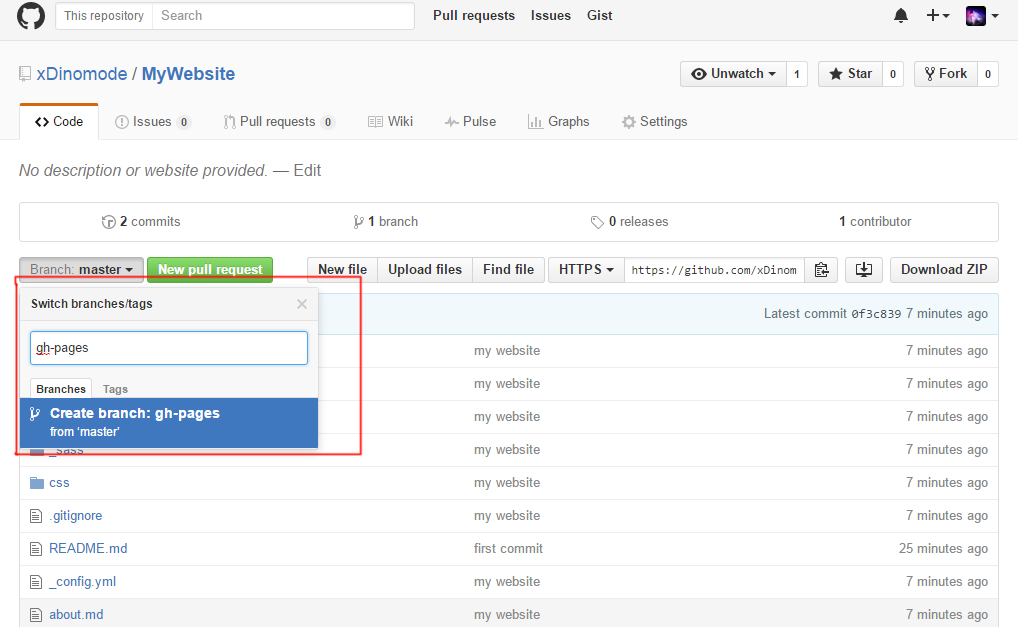 This repository Search Pull requests Issues Gist
xDinomode / MyWebsite Unwatch 1 Star 0 Fork 0
Code Issues 0 Pull requests 0 Wiki Pulse Graphs Settings
No description or website provided. — Edit
2 commits 1 branch 0 releases 1 contributor
Branch: master New pull request New file Upload files Find file HTTPS https://github.com/xDinom Download ZIP
Switch branches/tags
Latest commit 0f3c839 7 minutes ago
gh-pages
my website 7 minutes ago
Branches Tags
my website 7 minutes ago
Create branch: gh-pages
my website 7 minutes ago
from 'master'
_sass my website 7 minutes ago
css my website 7 minutes ago
.gitignore my website 7 minutes ago
README.md first commit 25 minutes ago
_config.yml my website 7 minutes ago
about.md my website 7 minutes ago